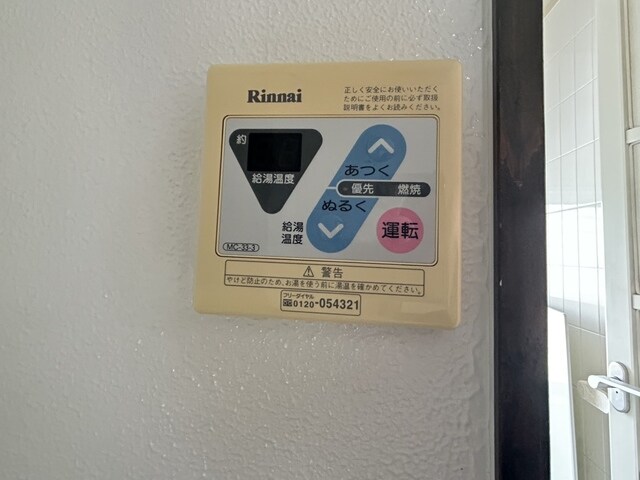 Rinnai
正しく安全にお使いいただく
ためにご使用の前に必ず取扱
説明書をよくお読みください。
約
給湯温度
あつく
優先 燃焼
ぬるく
給湯
温度
運転
MC-33-3
⚠ 警告
やけど防止のため、お湯を使う前に湯温を確かめてください。
フリーダイヤル
0120-054321